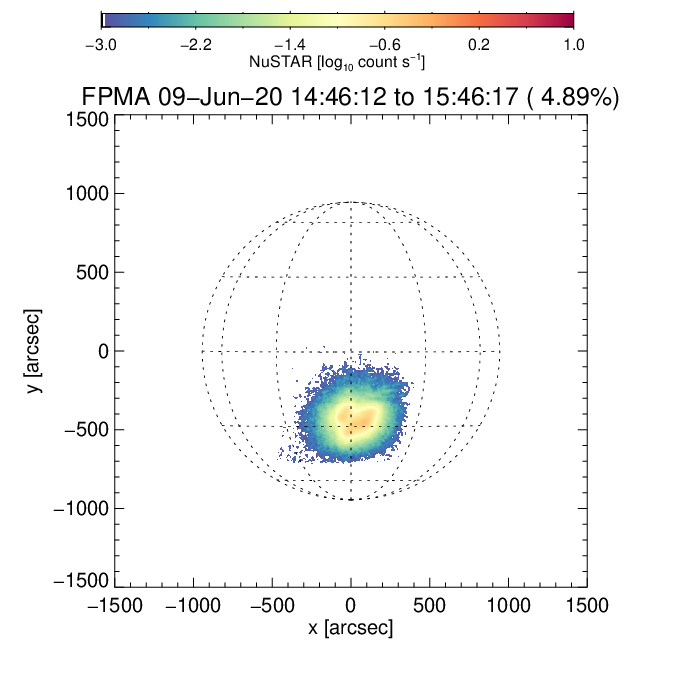 −3.0 −2.2 −1.4 −0.6 0.2 1.0
NuSTAR [log₁₀ count s⁻¹]
FPMA 09−Jun−20 14:46:12 to 15:46:17 ( 4.89%)
1500
1000
500
0
−500
−1000
−1500
y [arcsec]
−1500 −1000 −500 0 500 1000 1500
x [arcsec]